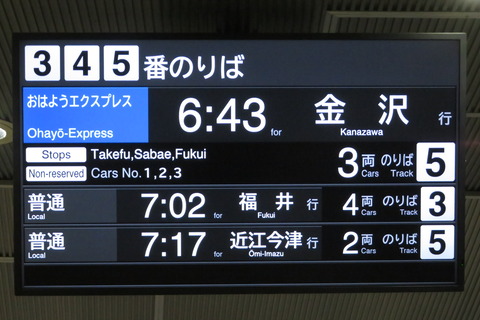 3 4 5 番のりば
おはようエクスプレス 6:43 金沢 行
Ohayō-Express for Kanazawa
Stops Takefu,Sabae,Fukui 3 両 のりば 5
Non-reserved Cars No.1,2,3 Cars Track
普通 7:02 福井 行 4 両 のりば 3
Local for Fukui Cars Track
普通 7:17 近江今津 行 2 両 のりば 5
Local for Ōmi-Imazu Cars Track